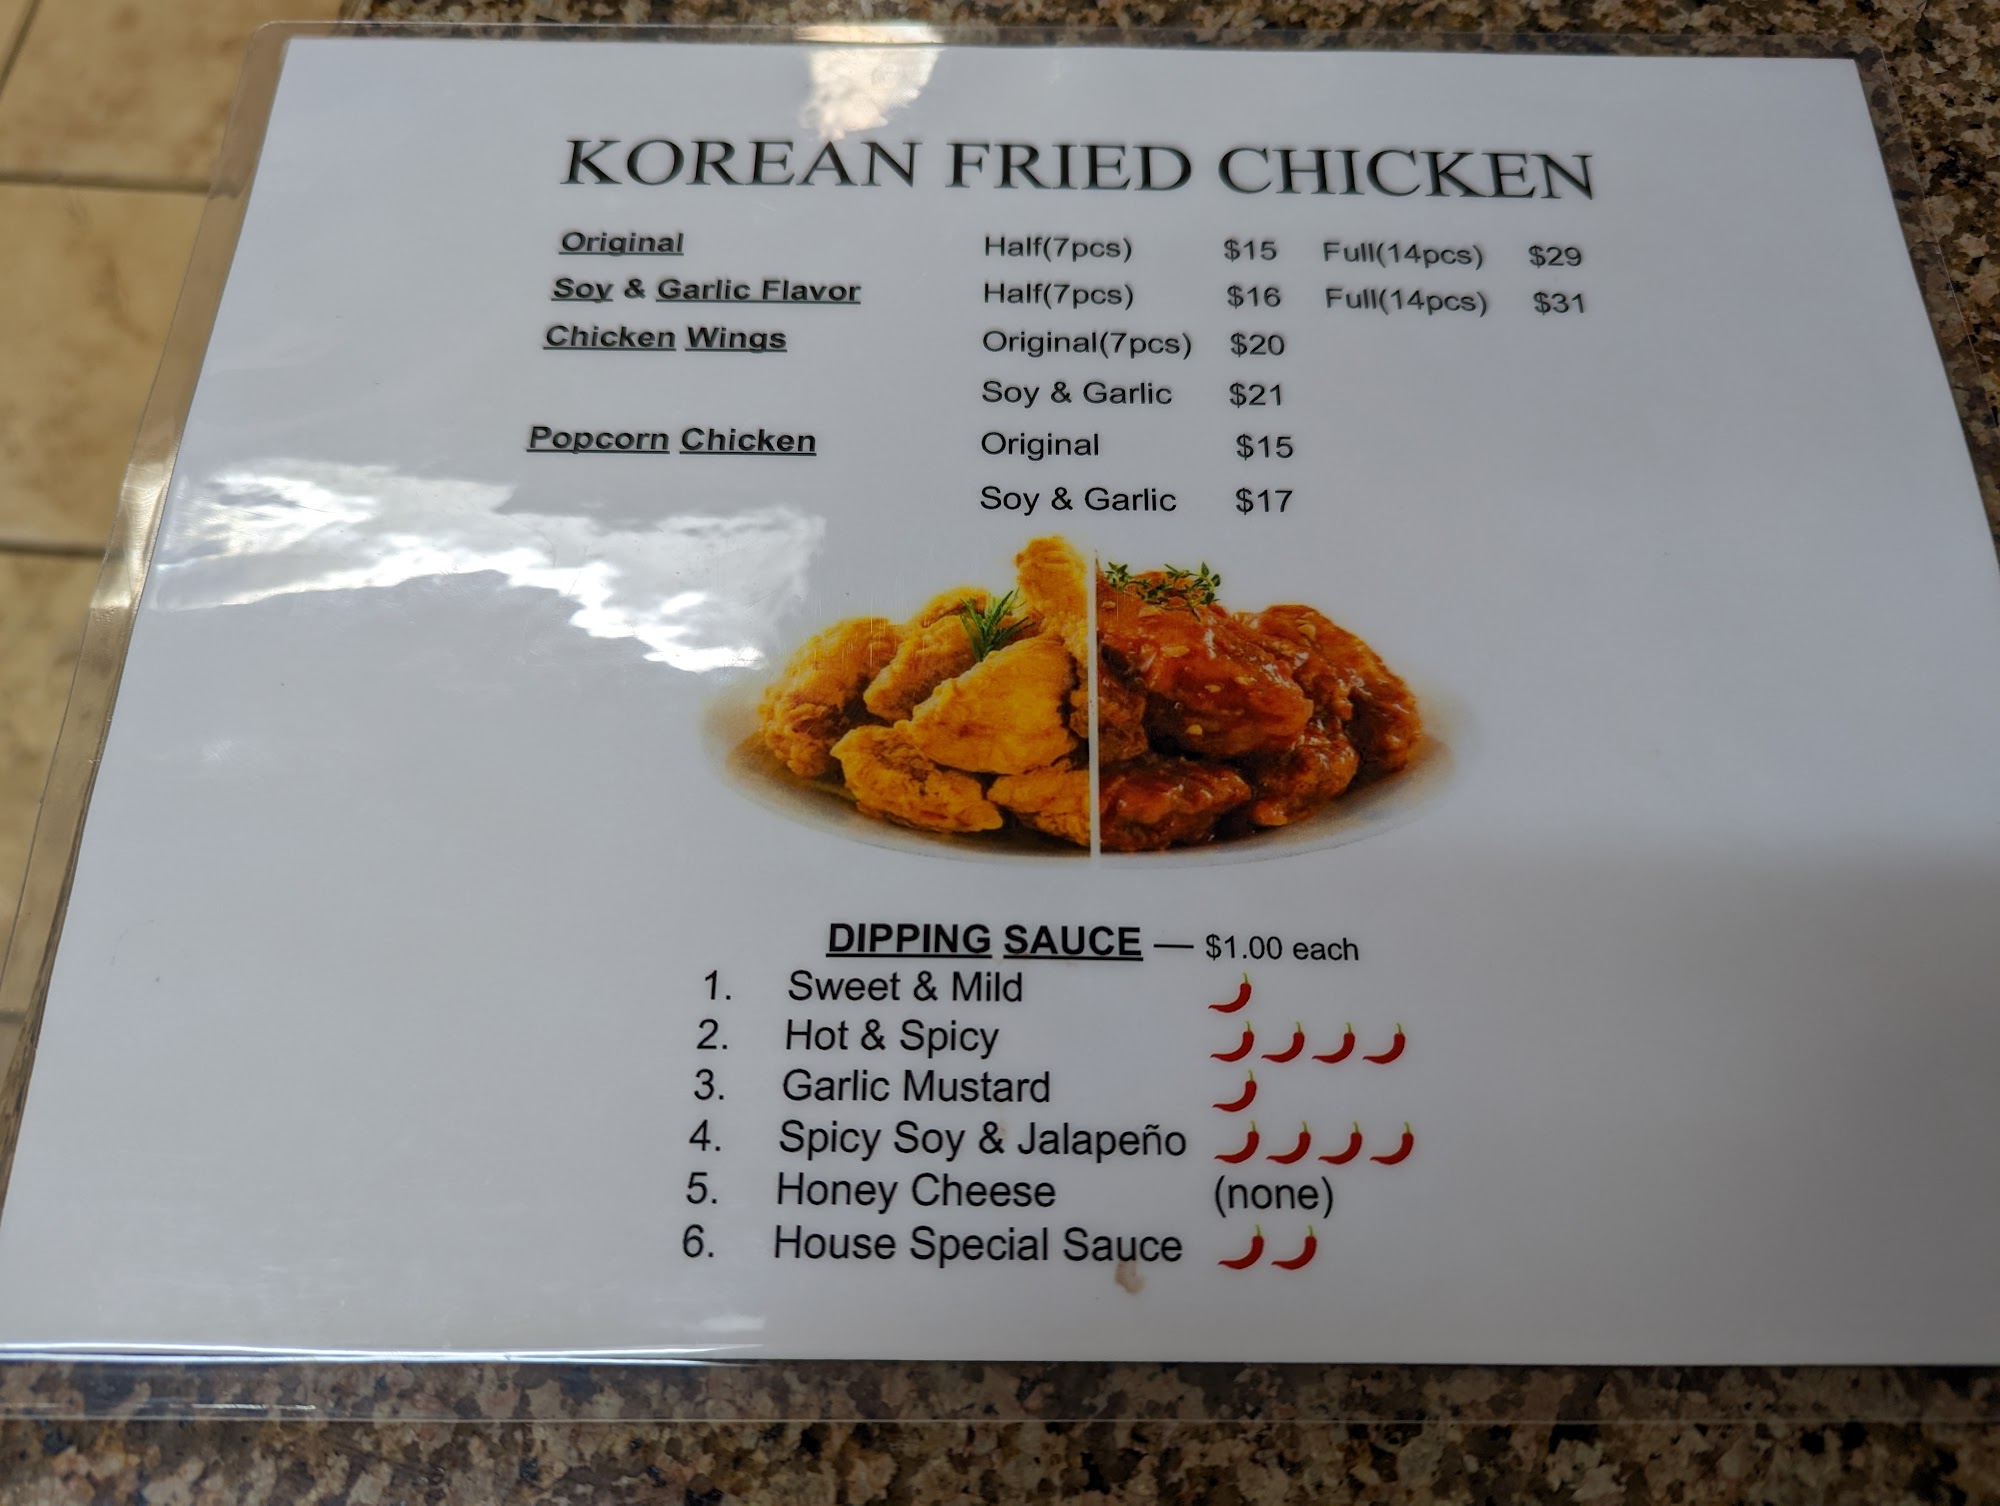 KOREAN FRIED CHICKEN
Original Half(7pcs) $15 Full(14pcs) $29
Soy & Garlic Flavor Half(7pcs) $16 Full(14pcs) $31
Chicken Wings Original(7pcs) $20
Soy & Garlic $21
Popcorn Chicken Original $15
Soy & Garlic $17
DIPPING SAUCE — $1.00 each
1. Sweet & Mild
2. Hot & Spicy
3. Garlic Mustard
4. Spicy Soy & Jalapeño
5. Honey Cheese (none)
6. House Special Sauce